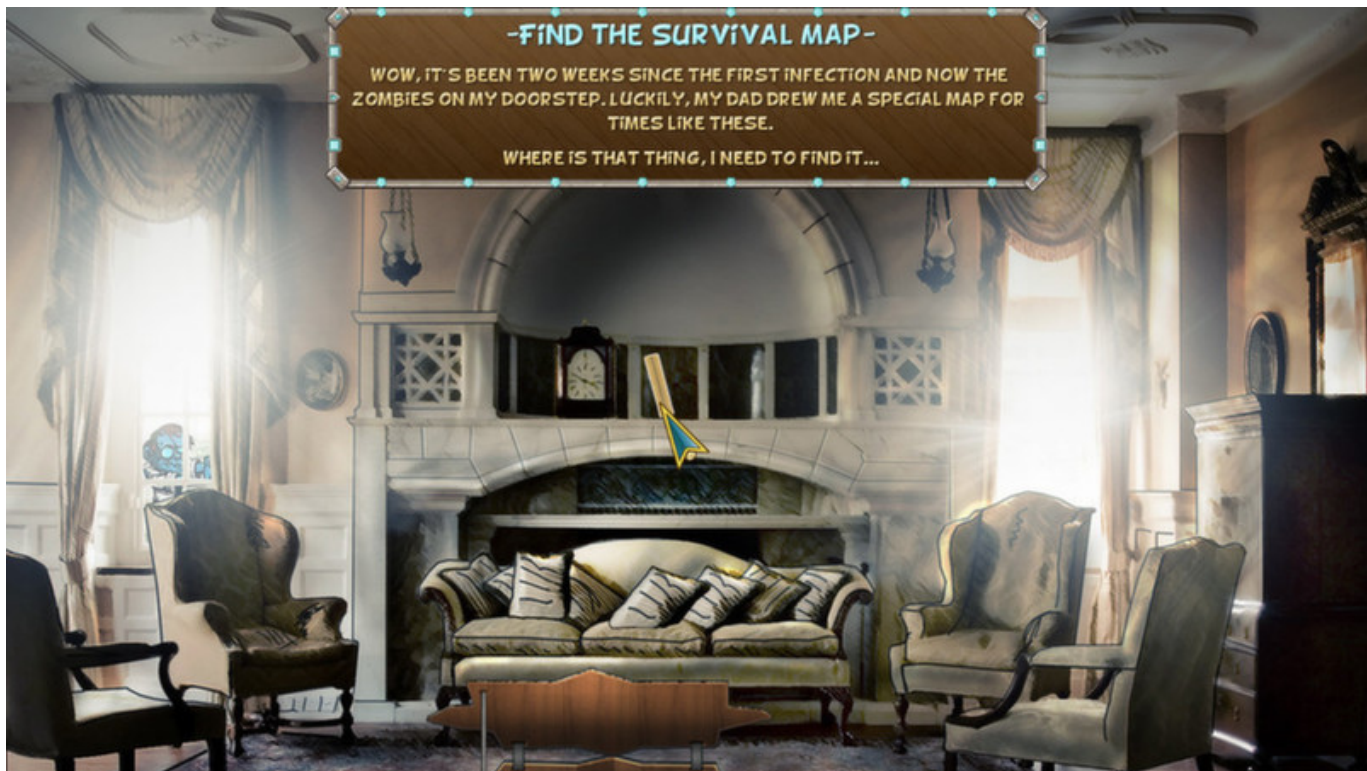 -FIND THE SURVIVAL MAP-
WOW, IT'S BEEN TWO WEEKS SINCE THE FIRST INFECTION AND NOW THE
ZOMBIES ON MY DOORSTEP. LUCKILY, MY DAD DREW ME A SPECIAL MAP FOR
TIMES LIKE THESE.
WHERE IS THAT THING, I NEED TO FIND IT...